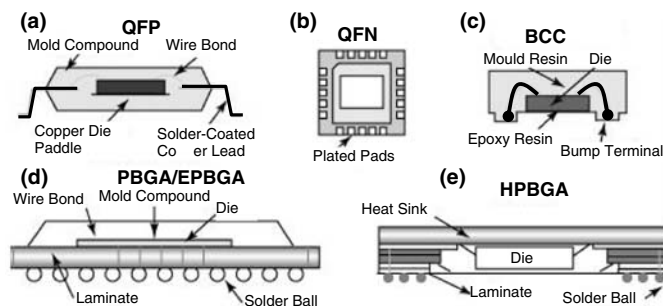 (a)
QFP
Mold Compound
Wire Bond
Copper Die
Paddle
Solder-Coated
Co er Lead
(b)
QFN
Plated Pads
(c)
BCC
Mould Resin
Die
Epoxy Resin
Bump Terminal
(d)
PBGA/EPBGA
Wire Bond
Mold Compound
Die
Laminate
Solder Ball
(e)
HPBGA
Heat Sink
Die
Laminate
Solder Ball